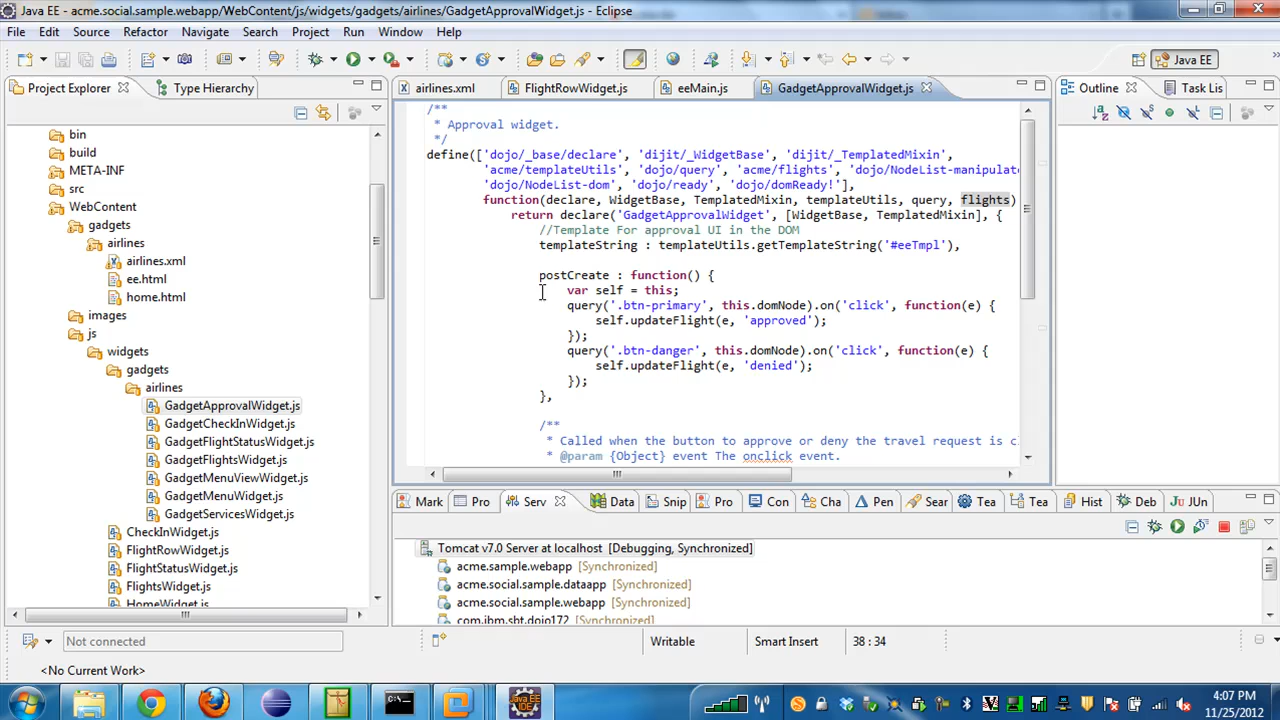 Java EE - acme.social.sample.webapp/WebContent/js/widgets/gadgets/airlines/GadgetApprovalWidget.js - Eclipse
File Edit Source Refactor Navigate Search Project Run Window Help
Java EE
Project Explorer
Type Hierarchy
bin
build
META-INF
src
WebContent
gadgets
airlines
airlines.xml
ee.html
home.html
images
js
widgets
gadgets
airlines
GadgetApprovalWidget.js
GadgetCheckInWidget.js
GadgetFlightStatusWidget.js
GadgetFlightsWidget.js
GadgetMenuViewWidget.js
GadgetMenuWidget.js
GadgetServicesWidget.js
CheckInWidget.js
FlightRowWidget.js
FlightStatusWidget.js
FlightsWidget.js
HomeWidget.js
airlines.xml FlightRowWidget.js eeMain.js GadgetApprovalWidget.js
/**
* Approval widget.
*/
define(['dojo/_base/declare', 'dijit/_WidgetBase', 'dijit/_TemplatedMixin',
'acme/templateUtils', 'dojo/query', 'acme/flights', 'dojo/NodeList-manipulate
'dojo/NodeList-dom', 'dojo/ready', 'dojo/domReady!'],
function(declare, WidgetBase, TemplatedMixin, templateUtils, query, flights)
return declare('GadgetApprovalWidget', [WidgetBase, TemplatedMixin], {
//Template For approval UI in the DOM
templateString : templateUtils.getTemplateString('#eeTmpl'),
postCreate : function() {
var self = this;
query('.btn-primary', this.domNode).on('click', function(e) {
self.updateFlight(e, 'approved');
});
query('.btn-danger', this.domNode).on('click', function(e) {
self.updateFlight(e, 'denied');
});
},
/**
* Called when the button to approve or deny the travel request is c
* @param {Object} event The onclick event.
Outline
Task Lis
Mark Pro Serv Data Snip Pro Con Cha Pen Sear Tea Tea Hist Deb JUn
Tomcat v7.0 Server at localhost [Debugging, Synchronized]
acme.sample.webapp [Synchronized]
acme.social.sample.dataapp [Synchronized]
acme.social.sample.webapp [Synchronized]
com.ibm.sbt.dojo172 [Synchronized]
Not connected
Writable Smart Insert 38 : 34
<No Current Work>
Java EE IDE
4:07 PM
11/25/2012